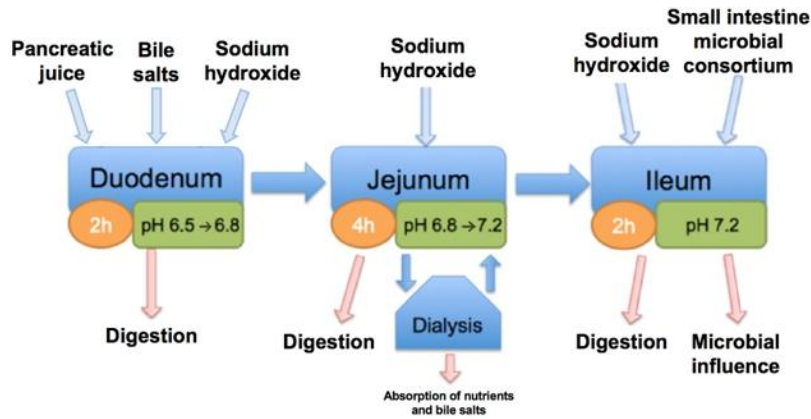 Pancreatic
juice
Bile
salts
Sodium
hydroxide
Sodium
hydroxide
Sodium
hydroxide
Small intestine
microbial
consortium
Duodenum
Jejunum
Ileum
2h
pH 6.5 →6.8
4h
pH 6.8 →7.2
2h
pH 7.2
Digestion
Digestion
Dialysis
Digestion
Microbial
influence
Absorption of nutrients
and bile salts